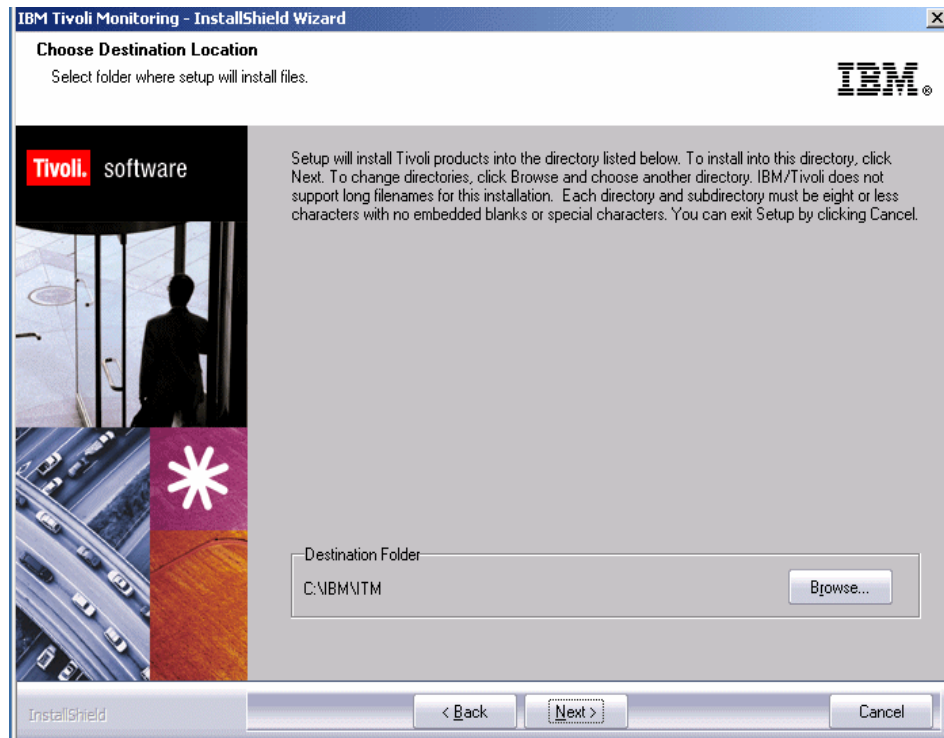 IBM Tivoli Monitoring - InstallShield Wizard
Choose Destination Location
Select folder where setup will install files.
IBM®
Tivoli. software
Setup will install Tivoli products into the directory listed below. To install into this directory, click
Next. To change directories, click Browse and choose another directory. IBM/Tivoli does not
support long filenames for this installation. Each directory and subdirectory must be eight or less
characters with no embedded blanks or special characters. You can exit Setup by clicking Cancel.
Destination Folder
C:\IBM\ITM
Browse...
InstallShield
< Back
Next >
Cancel